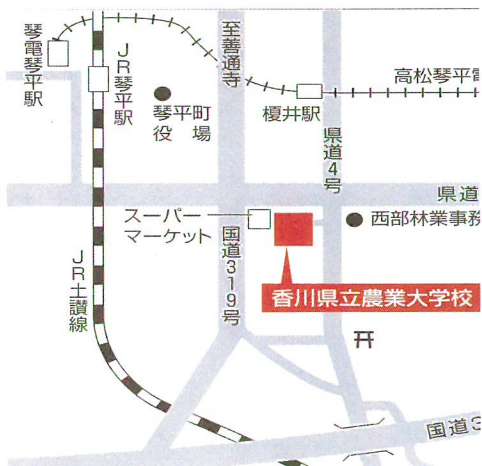 琴電琴平駅
JR琴平駅
琴平町
役場
至善通寺
高松琴平電
榎井駅
県道4号
県道
スーパー
マーケット
西部林業事務
国道319号
香川県立農業大学校
JR土讃線
国道3